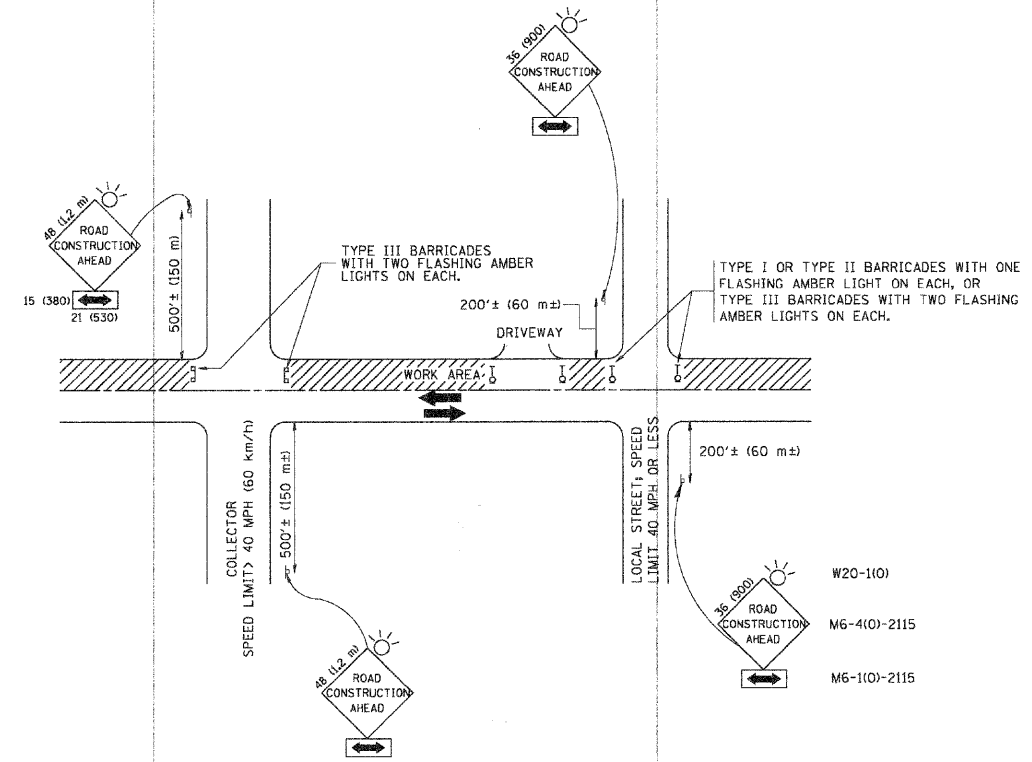 36 (900)
ROAD
CONSTRUCTION
AHEAD
48 (1.2 m)
ROAD
CONSTRUCTION
AHEAD
15 (380)
21 (530)
500'± (150 m)
TYPE III BARRICADES
WITH TWO FLASHING AMBER
LIGHTS ON EACH.
200'± (60 m±)
DRIVEWAY
TYPE I OR TYPE II BARRICADES WITH ONE
FLASHING AMBER LIGHT ON EACH, OR
TYPE III BARRICADES WITH TWO FLASHING
AMBER LIGHTS ON EACH.
WORK AREA
COLLECTOR
SPEED LIMIT> 40 MPH (60 km/h)
500'± (150 m±)
LOCAL STREET; SPEED
LIMIT 40 MPH OR LESS
200'± (60 m±)
48 (1.2 m)
ROAD
CONSTRUCTION
AHEAD
36 (900)
ROAD
CONSTRUCTION
AHEAD
W20-1(O)
M6-4(O)-2115
M6-1(O)-2115